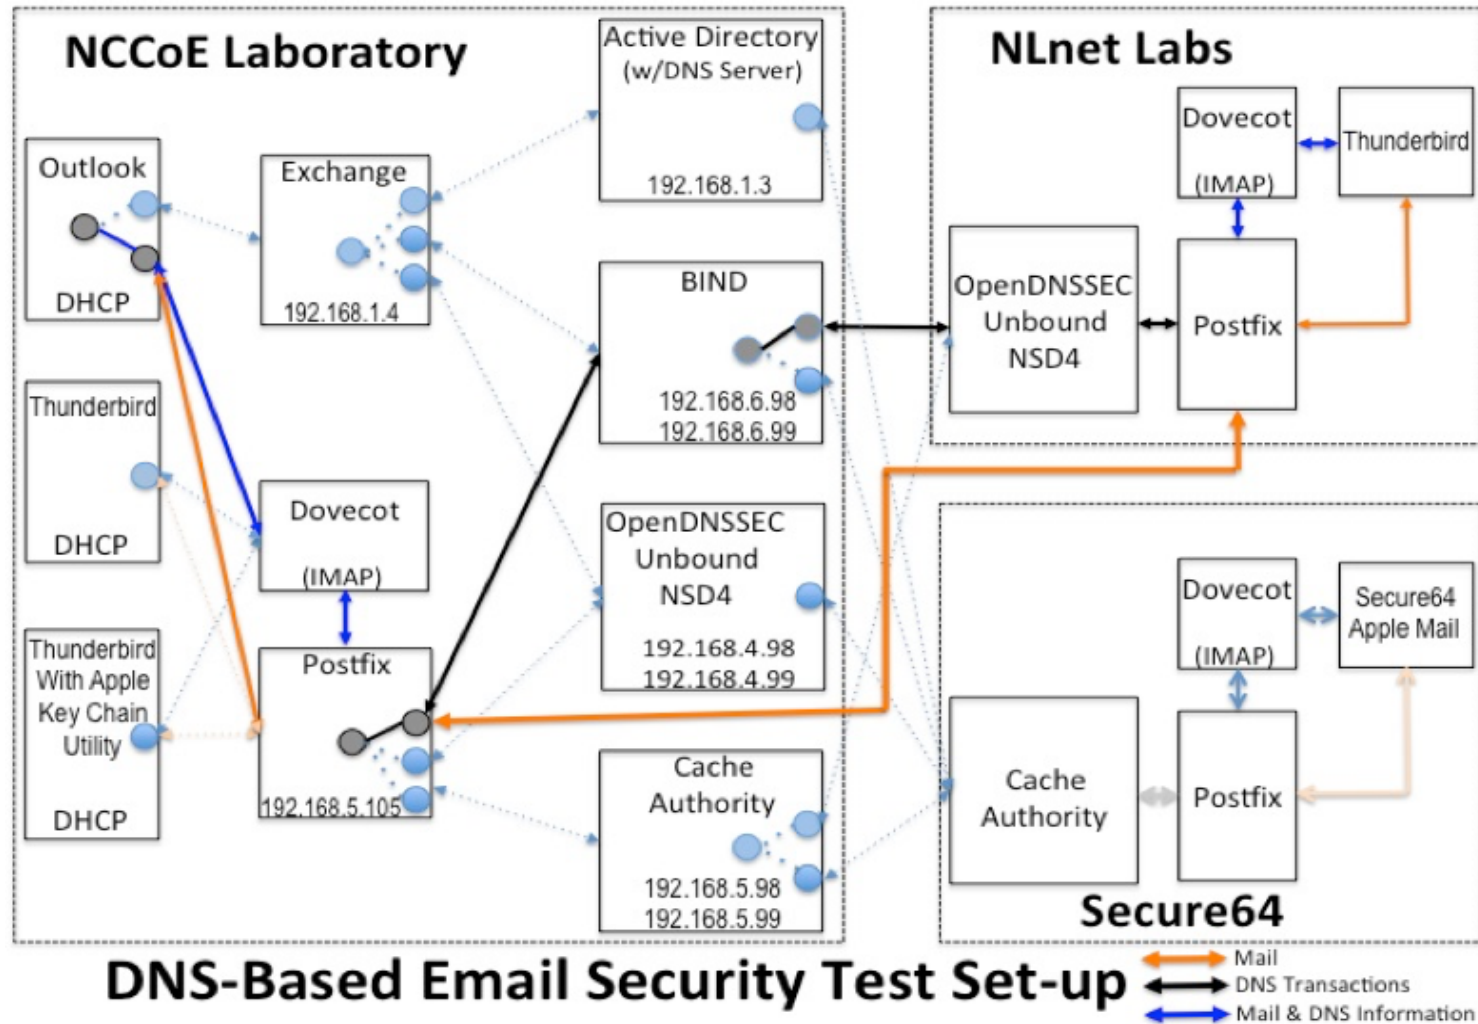 NCCoE Laboratory
Outlook
DHCP
Exchange
192.168.1.4
Active Directory
(w/DNS Server)
192.168.1.3
Thunderbird
DHCP
BIND
192.168.6.98
192.168.6.99
Dovecot
(IMAP)
OpenDNSSEC
Unbound
NSD4
192.168.4.98
192.168.4.99
Thunderbird
With Apple
Key Chain
Utility
DHCP
Postfix
192.168.5.105
Cache
Authority
192.168.5.98
192.168.5.99
NLnet Labs
Dovecot
(IMAP)
Thunderbird
OpenDNSSEC
Unbound
NSD4
Postfix
Dovecot
(IMAP)
Secure64
Apple Mail
Cache
Authority
Postfix
Secure64
DNS-Based Email Security Test Set-up
Mail
DNS Transactions
Mail & DNS Information